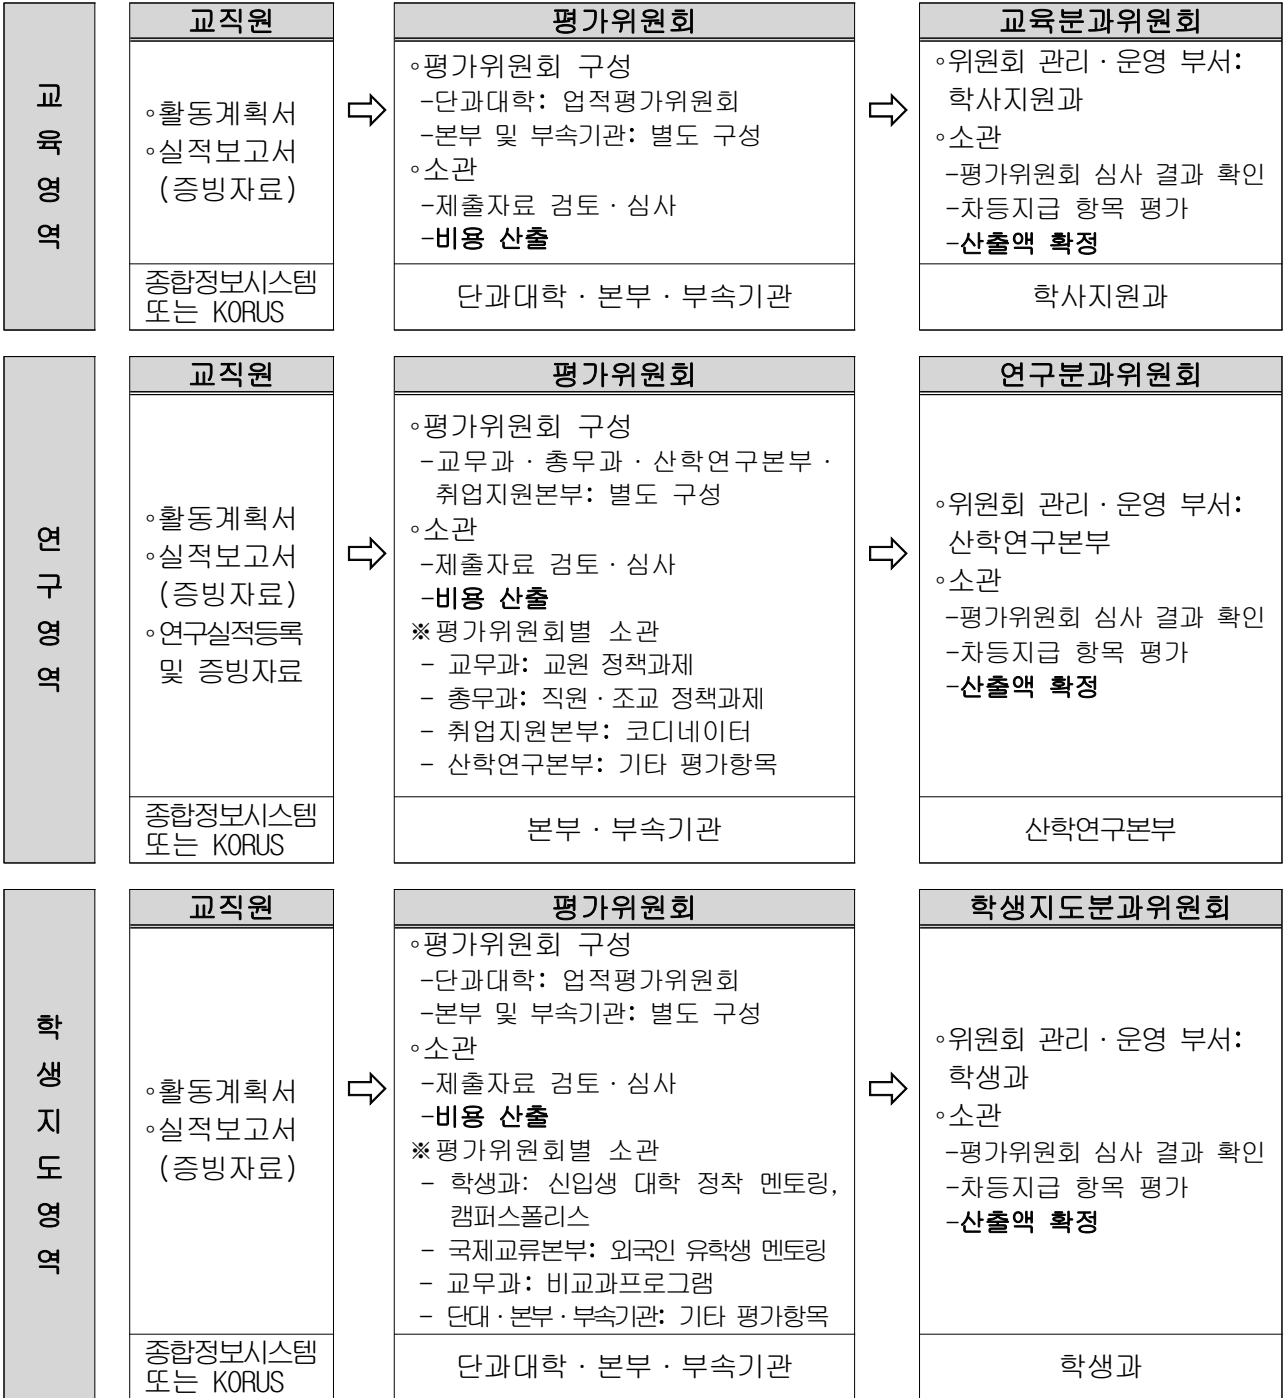 교육영역
교직원
◦활동계획서
◦실적보고서
(증빙자료)
종합정보시스템
또는 KORUS
평가위원회
◦평가위원회 구성
-단과대학: 업적평가위원회
-본부 및 부속기관: 별도 구성
◦소관
-제출자료 검토·심사
-비용 산출
단과대학·본부·부속기관
교육분과위원회
◦위원회 관리·운영 부서:
학사지원과
◦소관
-평가위원회 심사 결과 확인
-차등지급 항목 평가
-산출액 확정
학사지원과
연구영역
교직원
◦활동계획서
◦실적보고서
(증빙자료)
◦연구실적등록
및 증빙자료
종합정보시스템
또는 KORUS
평가위원회
◦평가위원회 구성
-교무과·총무과·산학연구본부·
취업지원본부: 별도 구성
◦소관
-제출자료 검토·심사
-비용 산출
※평가위원회별 소관
- 교무과: 교원 정책과제
- 총무과: 직원·조교 정책과제
- 취업지원본부: 코디네이터
- 산학연구본부: 기타 평가항목
본부·부속기관
연구분과위원회
◦위원회 관리·운영 부서:
산학연구본부
◦소관
-평가위원회 심사 결과 확인
-차등지급 항목 평가
-산출액 확정
산학연구본부
학생지도영역
교직원
◦활동계획서
◦실적보고서
(증빙자료)
종합정보시스템
또는 KORUS
평가위원회
◦평가위원회 구성
-단과대학: 업적평가위원회
-본부 및 부속기관: 별도 구성
◦소관
-제출자료 검토·심사
-비용 산출
※평가위원회별 소관
- 학생과: 신입생 대학 정착 멘토링,
캠퍼스폴리스
- 국제교류본부: 외국인 유학생 멘토링
- 교무과: 비교과프로그램
- 단대·본부·부속기관: 기타 평가항목
단과대학·본부·부속기관
학생지도분과위원회
◦위원회 관리·운영 부서:
학생과
◦소관
-평가위원회 심사 결과 확인
-차등지급 항목 평가
-산출액 확정
학생과